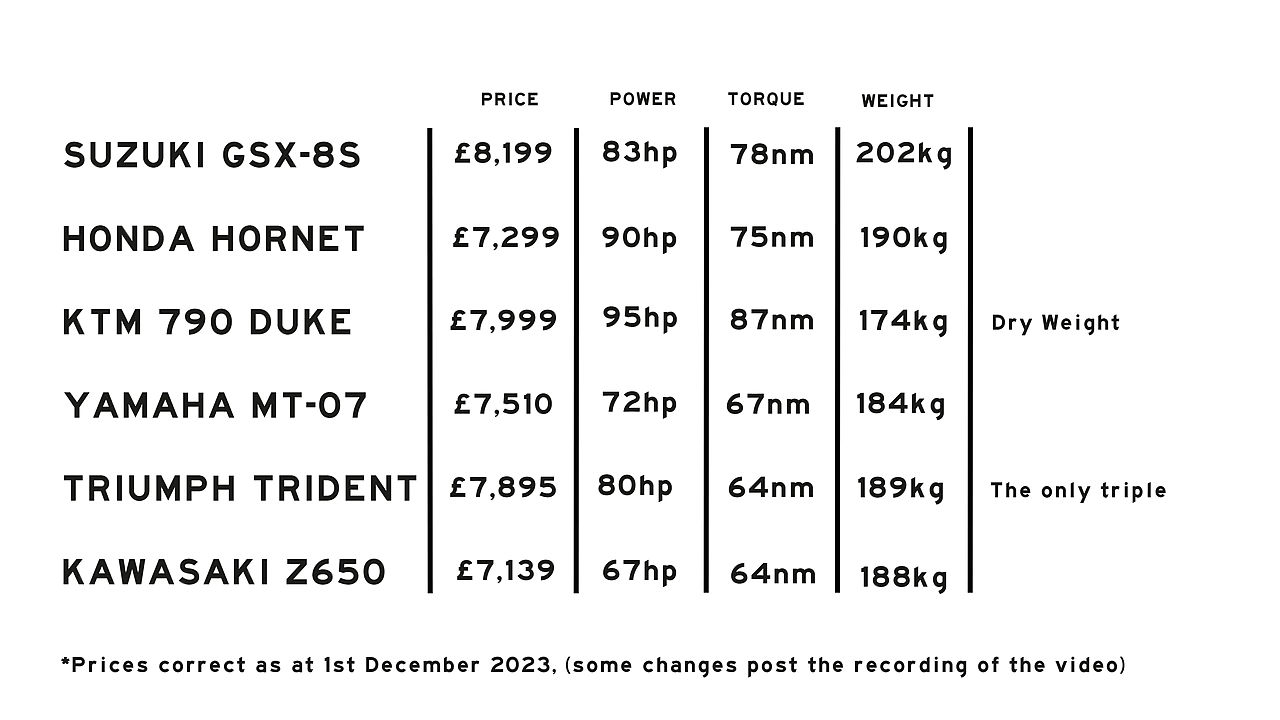 PRICE POWER TORQUE WEIGHT
SUZUKI GSX-8S £8,199 83hp 78nm 202kg
HONDA HORNET £7,299 90hp 75nm 190kg
KTM 790 DUKE £7,999 95hp 87nm 174kg Dry Weight
YAMAHA MT-07 £7,510 72hp 67nm 184kg
TRIUMPH TRIDENT £7,895 80hp 64nm 189kg The only triple
KAWASAKI Z650 £7,139 67hp 64nm 188kg
*Prices correct as at 1st December 2023, (some changes post the recording of the video)